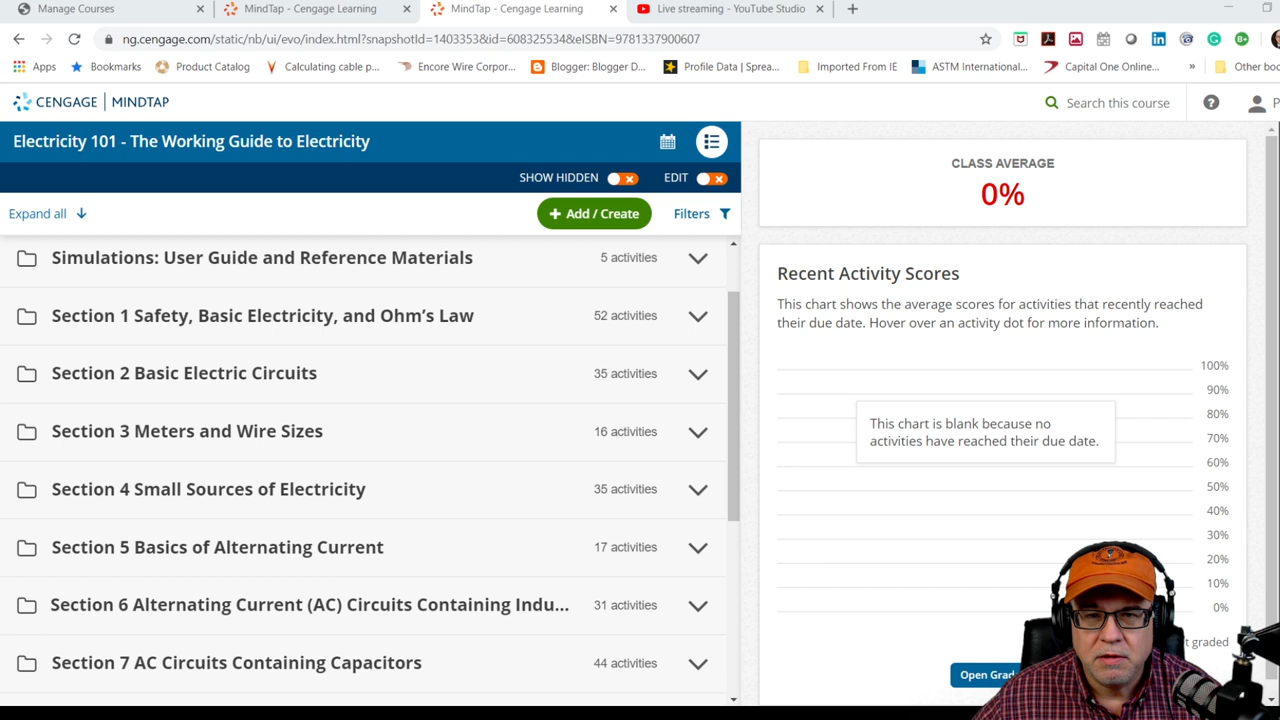 Manage Courses
MindTap - Cengage Learning
MindTap - Cengage Learning
Live streaming - YouTube Studio
ng.cengage.com/static/nb/ui/evo/index.html?snapshotId=1403353&id=608325534&eISBN=9781337900607
Apps
Bookmarks
Product Catalog
Calculating cable p...
Encore Wire Corpor...
Blogger: Blogger D...
Profile Data | Sprea...
Imported From IE
ASTM International...
Capital One Online...
»
Other boo
CENGAGE | MINDTAP
Search this course
P
Electricity 101 - The Working Guide to Electricity
SHOW HIDDEN
EDIT
Expand all
+ Add / Create
Filters
Simulations: User Guide and Reference Materials
5 activities
Section 1 Safety, Basic Electricity, and Ohm’s Law
52 activities
Section 2 Basic Electric Circuits
35 activities
Section 3 Meters and Wire Sizes
16 activities
Section 4 Small Sources of Electricity
35 activities
Section 5 Basics of Alternating Current
17 activities
Section 6 Alternating Current (AC) Circuits Containing Indu...
31 activities
Section 7 AC Circuits Containing Capacitors
44 activities
CLASS AVERAGE
0%
Recent Activity Scores
This chart shows the average scores for activities that recently reached
their due date. Hover over an activity dot for more information.
100%
90%
80%
70%
60%
50%
40%
30%
20%
10%
0%
This chart is blank because no
activities have reached their due date.
t graded
Open Grad